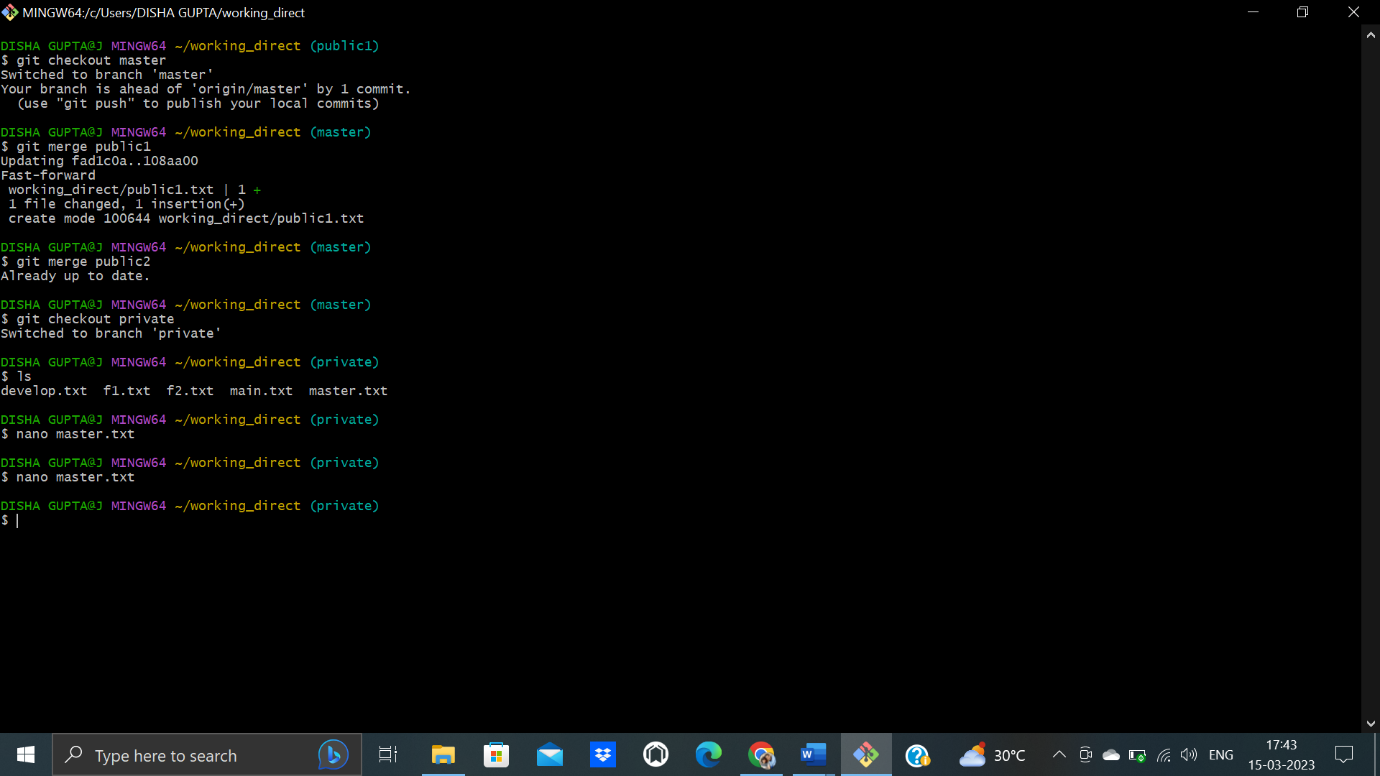 MINGW64:/c/Users/DISHA GUPTA/working_direct
DISHA GUPTA@J MINGW64 ~/working_direct (public1)
$ git checkout master
Switched to branch 'master'
Your branch is ahead of 'origin/master' by 1 commit.
  (use "git push" to publish your local commits)
DISHA GUPTA@J MINGW64 ~/working_direct (master)
$ git merge public1
Updating fad1c0a..108aa00
Fast-forward
 working_direct/public1.txt | 1 +
 1 file changed, 1 insertion(+)
 create mode 100644 working_direct/public1.txt
DISHA GUPTA@J MINGW64 ~/working_direct (master)
$ git merge public2
Already up to date.
DISHA GUPTA@J MINGW64 ~/working_direct (master)
$ git checkout private
Switched to branch 'private'
DISHA GUPTA@J MINGW64 ~/working_direct (private)
$ ls
develop.txt  f1.txt  f2.txt  main.txt  master.txt
DISHA GUPTA@J MINGW64 ~/working_direct (private)
$ nano master.txt
DISHA GUPTA@J MINGW64 ~/working_direct (private)
$ nano master.txt
DISHA GUPTA@J MINGW64 ~/working_direct (private)
$
Type here to search
30°C
ENG
17:43
15-03-2023